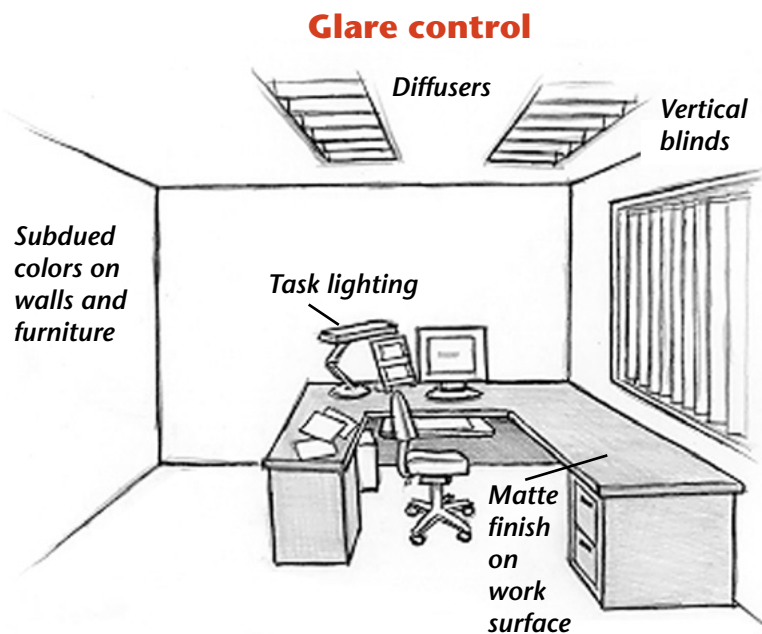 Glare control
Diffusers
Vertical
blinds
Subdued
colors on
walls and
furniture
Task lighting
Matte
finish
on
work
surface